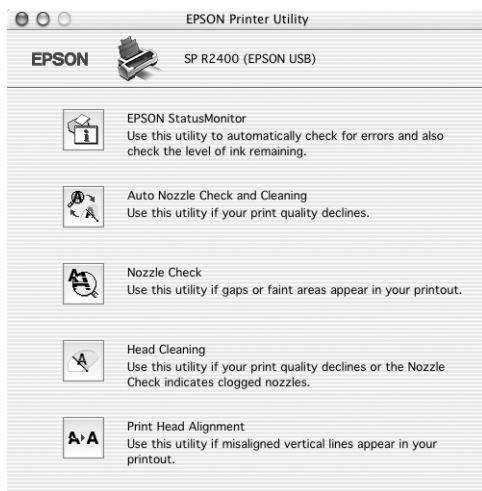 EPSON Printer Utility
EPSON
SP R2400 (EPSON USB)
EPSON StatusMonitor
Use this utility to automatically check for errors and also
check the level of ink remaining.
Auto Nozzle Check and Cleaning
Use this utility if your print quality declines.
Nozzle Check
Use this utility if gaps or faint areas appear in your printout.
Head Cleaning
Use this utility if your print quality declines or the Nozzle
Check indicates clogged nozzles.
A▸A
Print Head Alignment
Use this utility if misaligned vertical lines appear in your
printout.